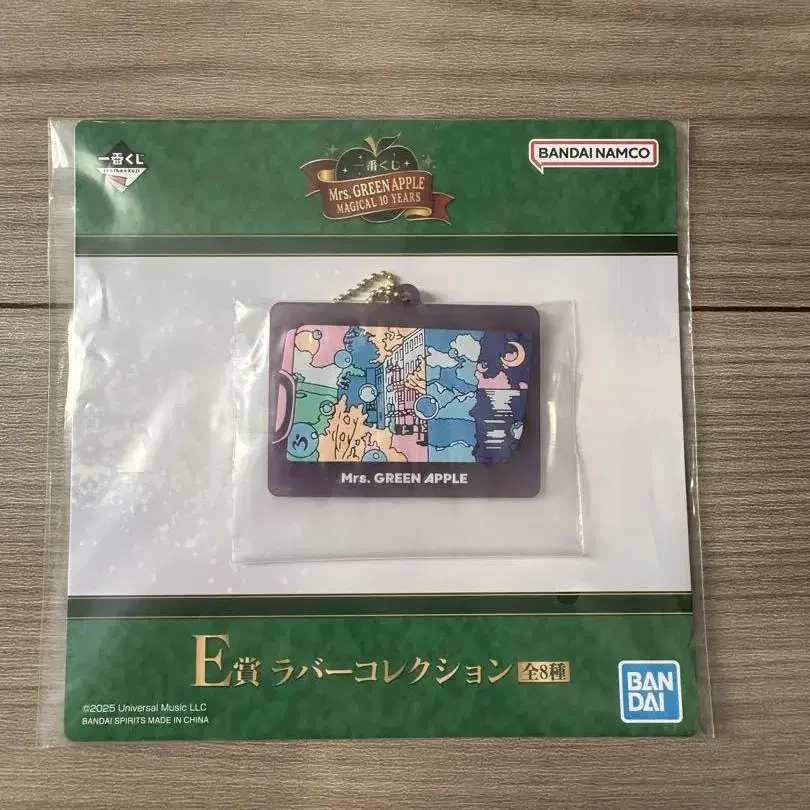 一番くじ
ichibankuji
一番くじ
Mrs. GREEN APPLE
MAGICAL 10 YEARS
BANDAI NAMCO
Mrs. GREEN APPLE
E賞 ラバーコレクション 全8種
©2025 Universal Music LLC
BANDAI SPIRITS MADE IN CHINA
BAN
DAI